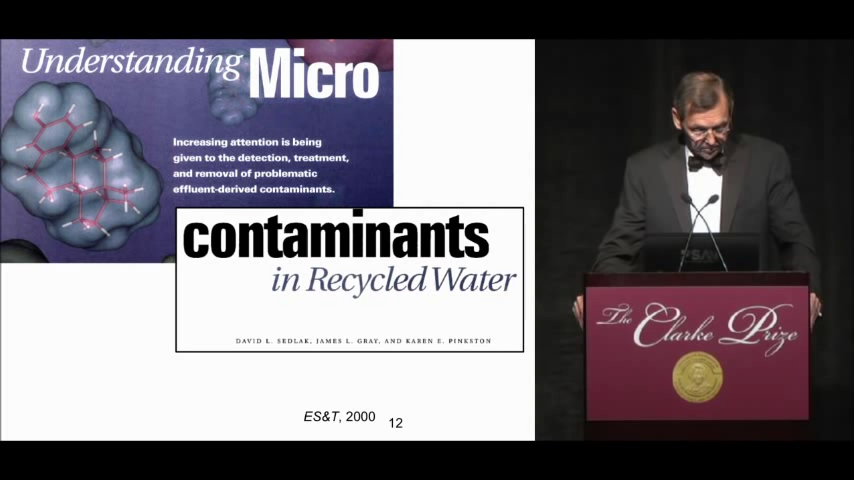 Understanding Micro
Increasing attention is being
given to the detection, treatment,
and removal of problematic
effluent-derived contaminants.
contaminants
in Recycled Water
DAVID L. SEDLAK, JAMES L. GRAY, AND KAREN E. PINKSTON
ES&T, 2000
12
The Clarke Prize